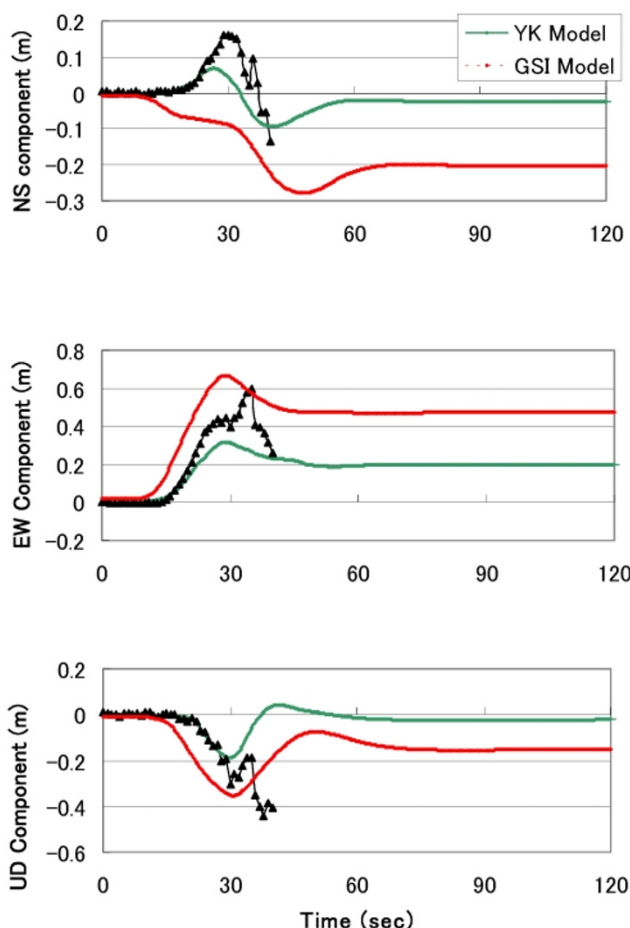 0.2
0.1
0
−0.1
−0.2
−0.3
NS component (m)
YK Model
GSI Model
0 30 60 90 120
0.8
0.6
0.4
0.2
0
−0.2
EW Component (m)
0 30 60 90 120
0.2
0
−0.2
−0.4
−0.6
UD Component (m)
0 30 60 90 120
Time (sec)